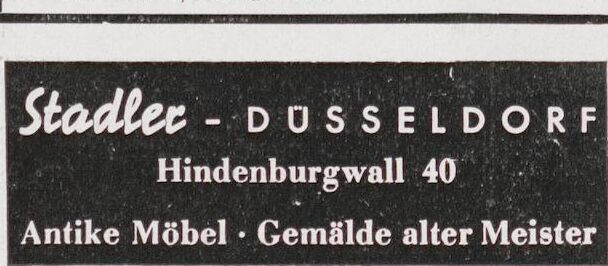 Stadler - DÜSSELDORF
Hindenburgwall 40
Antike Möbel · Gemälde alter Meister